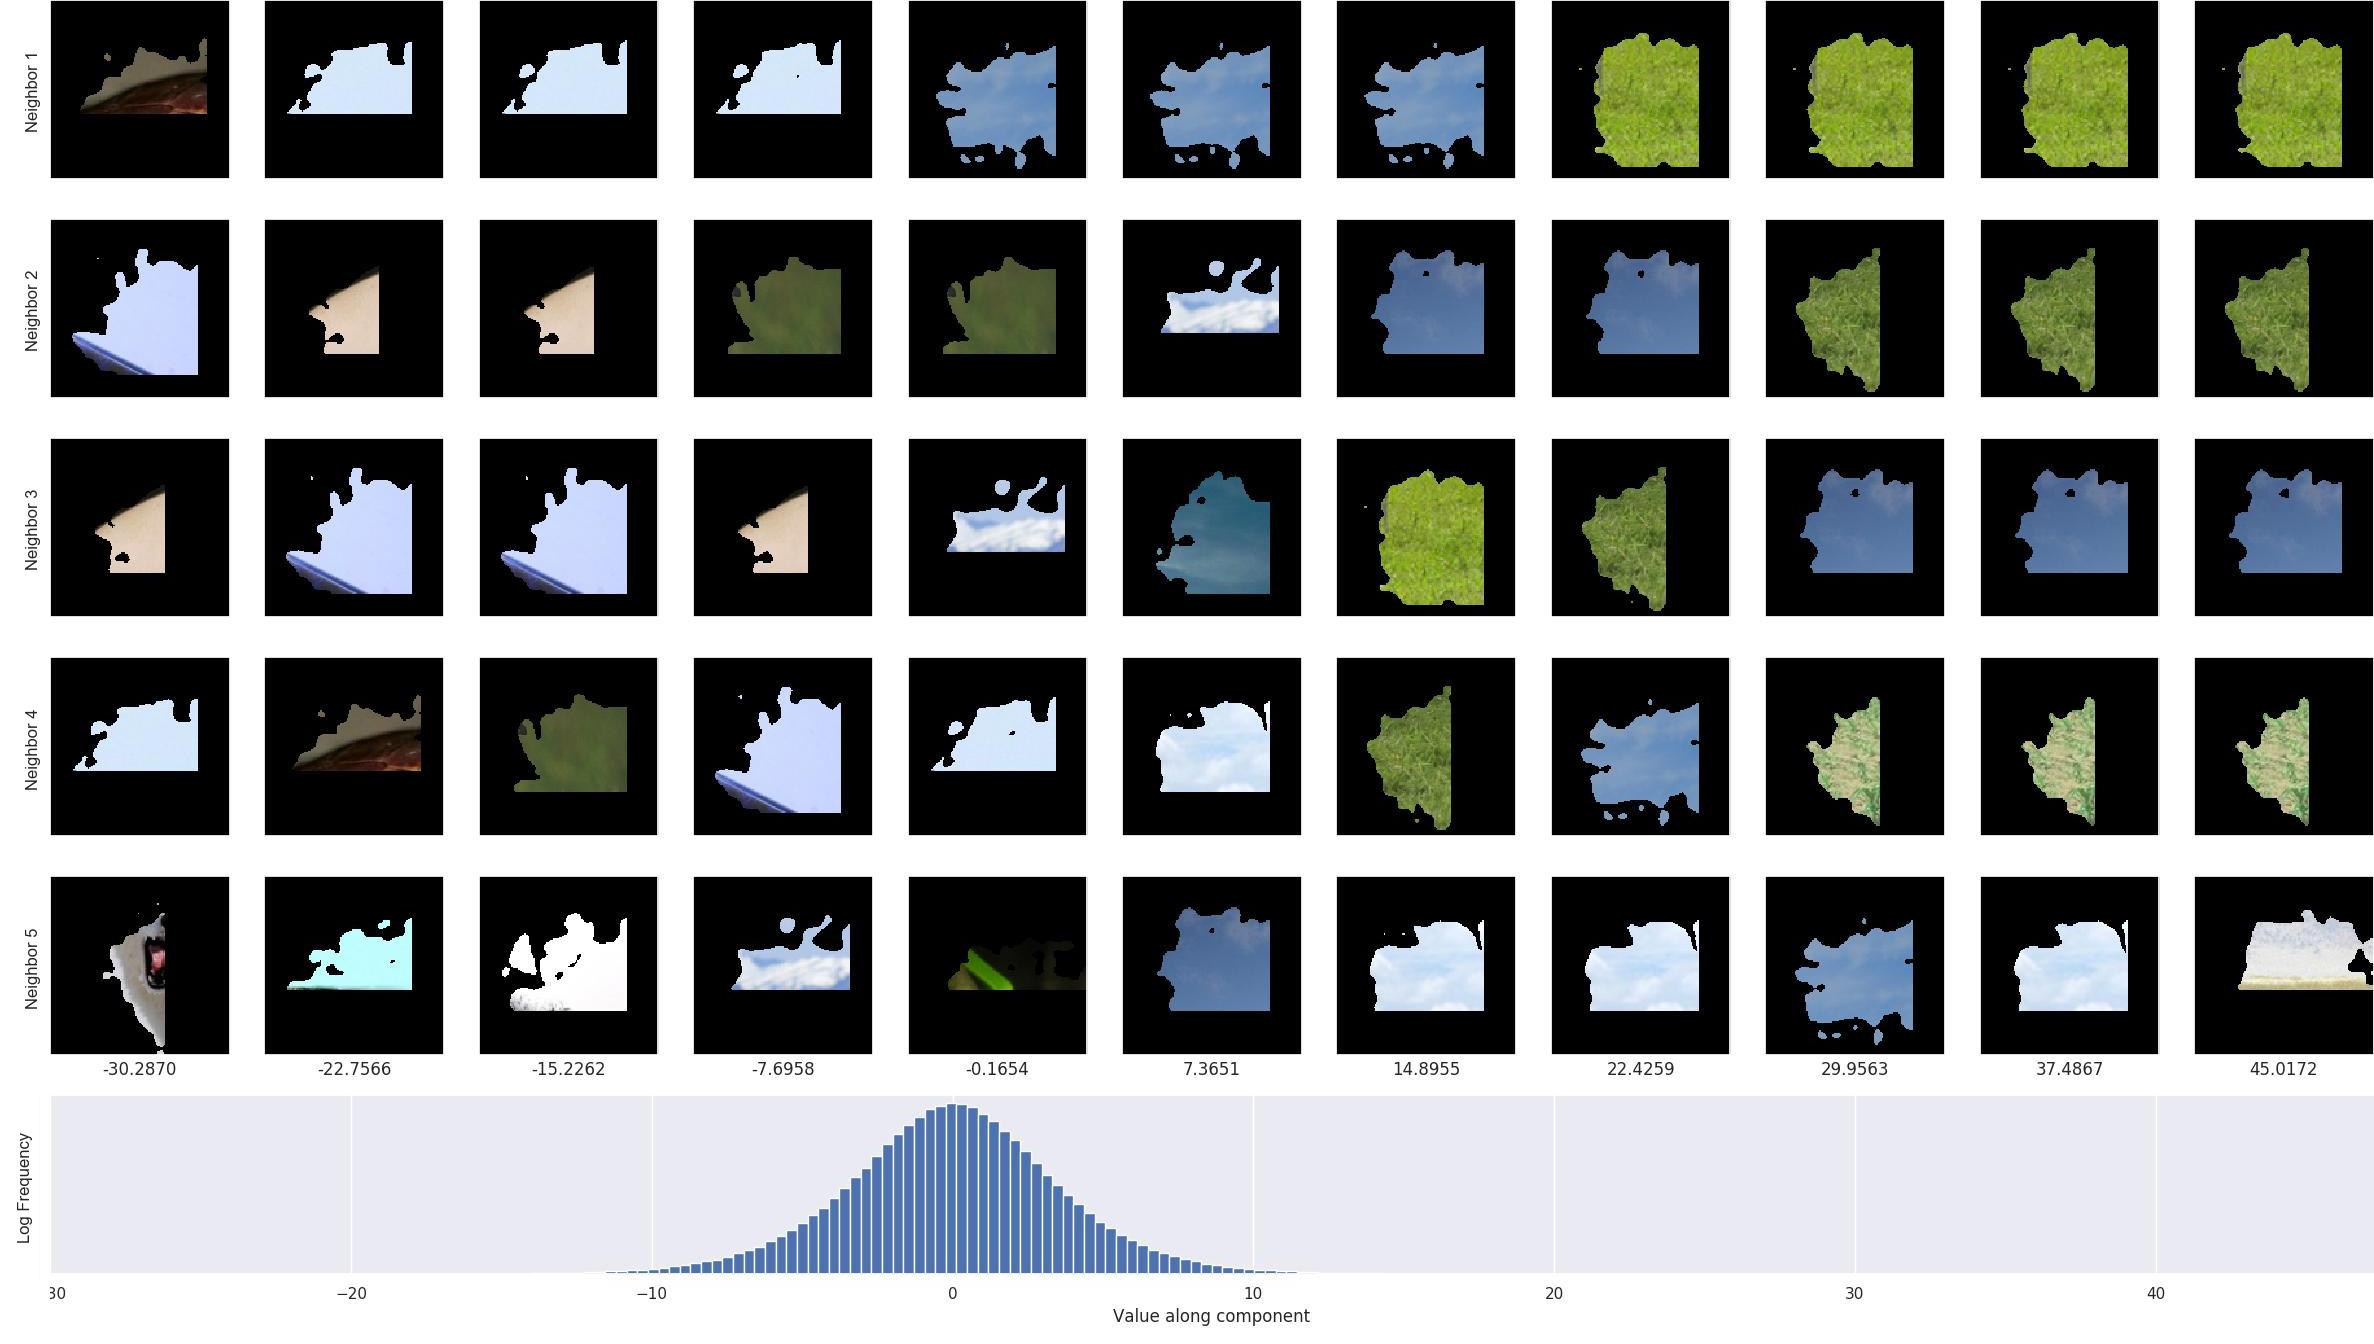 Neighbor 1
Neighbor 2
Neighbor 3
Neighbor 4
Neighbor 5
-30.2870 -22.7566 -15.2262 -7.6958 -0.1654 7.3651 14.8955 22.4259 29.9563 37.4867 45.0172
Log Frequency
30 −20 −10 0 10 20 30 40
Value along component